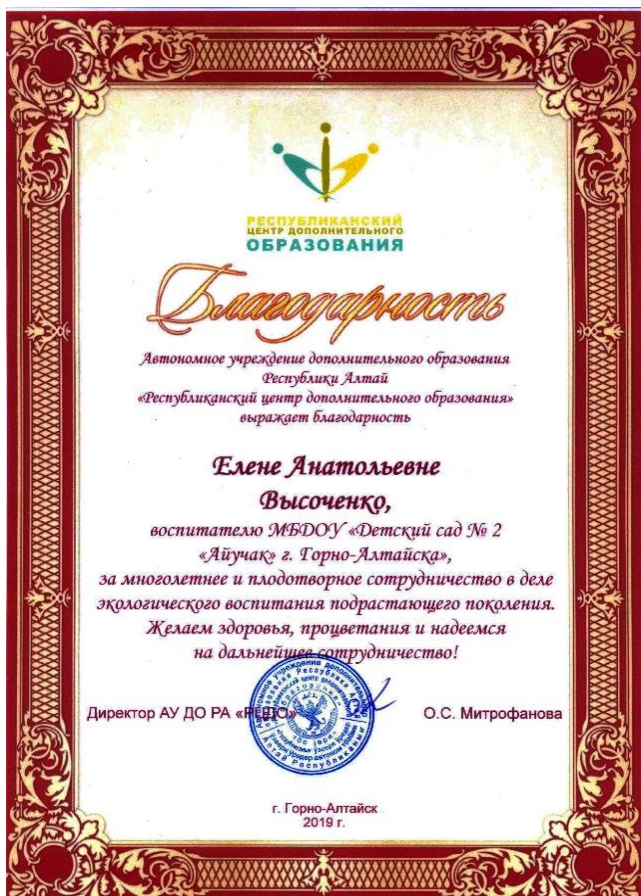 РЕСПУБЛИКАНСКИЙ
ЦЕНТР ДОПОЛНИТЕЛЬНОГО
ОБРАЗОВАНИЯ
Благодарность
Автономное учреждение дополнительного образования
Республики Алтай
«Республиканский центр дополнительного образования»
выражает благодарность
Елене Анатольевне
Высоченко,
воспитателю МБДОУ «Детский сад № 2
«Айучак» г. Горно-Алтайска»,
за многолетнее и плодотворное сотрудничество в деле
экологического воспитания подрастающего поколения.
Желаем здоровья, процветания и надеемся
на дальнейшее сотрудничество!
Директор АУ ДО РА «РЦДО»
О.С. Митрофанова
г. Горно-Алтайск
2019 г.